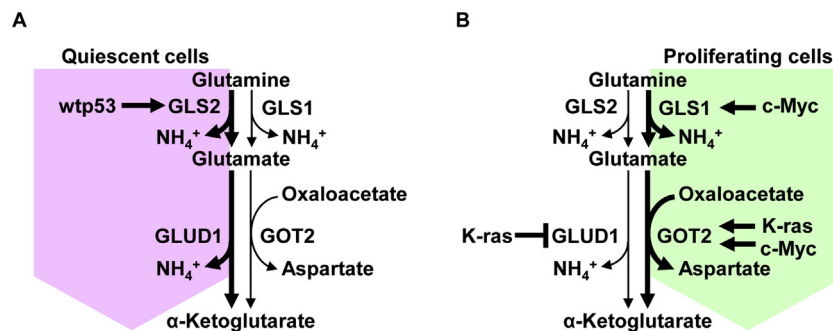 A
Quiescent cells
Glutamine
wtp53
GLS2
GLS1
NH₄⁺
NH₄⁺
Glutamate
Oxaloacetate
GLUD1
GOT2
NH₄⁺
Aspartate
α-Ketoglutarate
B
Proliferating cells
Glutamine
GLS2
GLS1
c-Myc
NH₄⁺
NH₄⁺
Glutamate
Oxaloacetate
K-ras
GLUD1
GOT2
K-ras
c-Myc
NH₄⁺
Aspartate
α-Ketoglutarate